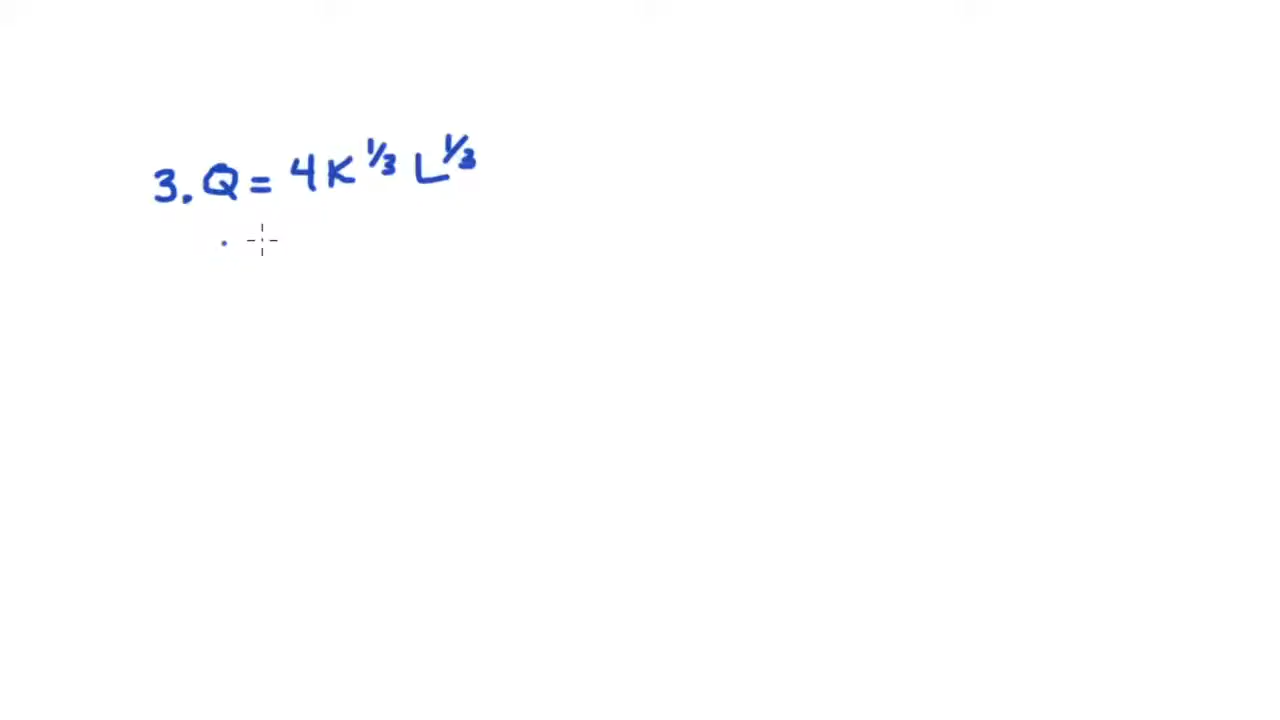 3. Q = 4K^1/3 L^1/3